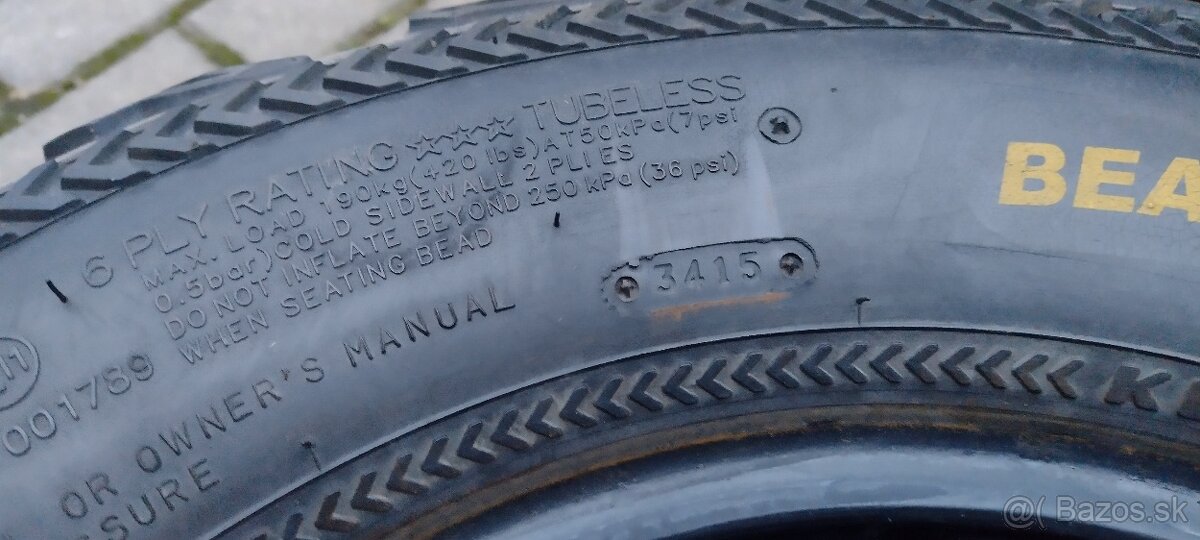 6 PLY RATING ☆☆☆ TUBELESS
MAX. LOAD 190kg(420 lbs)AT50kPa(7psi
0.5bar)COLD SIDEWALL 2 PLIES
DO NOT INFLATE BEYOND 250 kPa (36 psi)
WHEN SEATING BEAD
001789
OR OWNER'S MANUAL
SURE
3415
BEA
KE
@( Bazos.sk